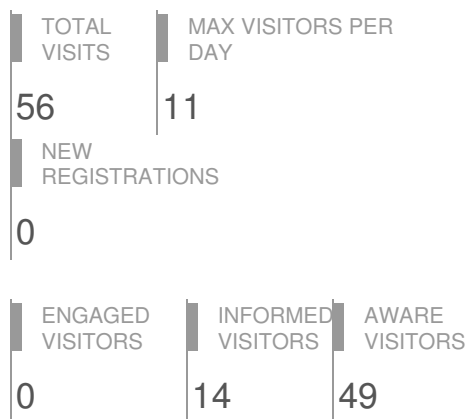 TOTAL
VISITS
56
MAX VISITORS PER
DAY
11
NEW
REGISTRATIONS
0
ENGAGED
VISITORS
0
INFORMED
VISITORS
14
AWARE
VISITORS
49